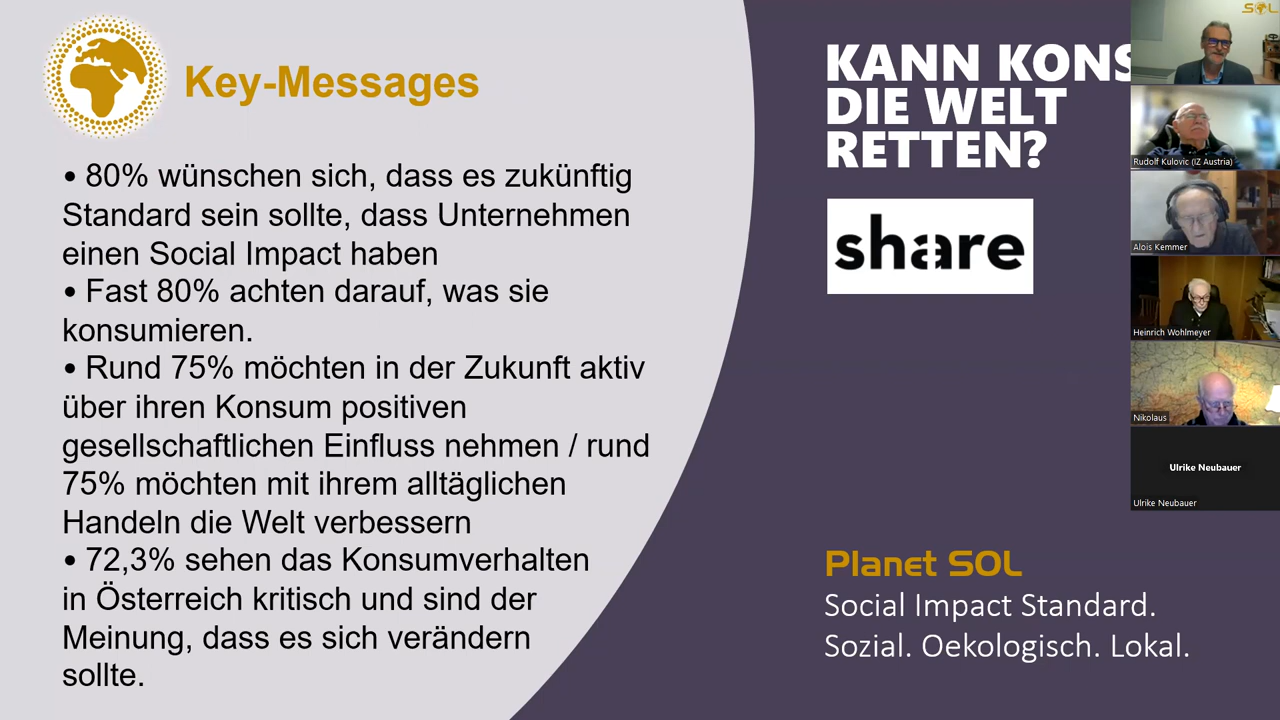 Key-Messages
• 80% wünschen sich, dass es zukünftig
Standard sein sollte, dass Unternehmen
einen Social Impact haben
• Fast 80% achten darauf, was sie
konsumieren.
• Rund 75% möchten in der Zukunft aktiv
über ihren Konsum positiven
gesellschaftlichen Einfluss nehmen / rund
75% möchten mit ihrem alltäglichen
Handeln die Welt verbessern
• 72,3% sehen das Konsumverhalten
in Österreich kritisch und sind der
Meinung, dass es sich verändern
sollte.
KANN KONS
DIE WELT
RETTEN?
share
Planet SOL
Social Impact Standard.
Sozial. Oekologisch. Lokal.
SOL
Rudolf Kulovic (IZ Austria)
Alois Kemmer
Heinrich Wohlmeyer
Nikolaus
Ulrike Neubauer
Ulrike Neubauer